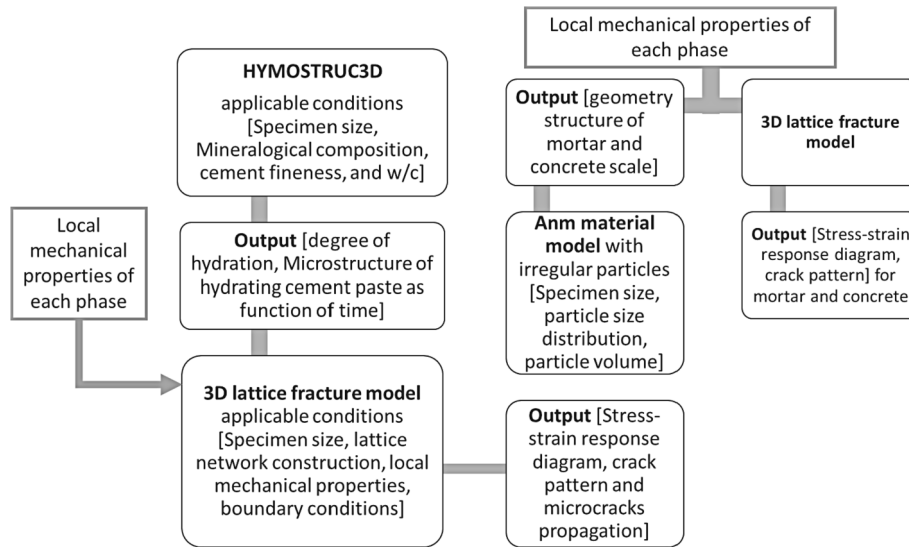 HYMOSTRUC3D
applicable conditions
[Specimen size,
Mineralogical composition,
cement fineness, and w/c]
Local
mechanical
properties of
each phase
Output [degree of
hydration, Microstructure of
hydrating cement paste as
function of time]
3D lattice fracture model
applicable conditions
[Specimen size, lattice
network construction, local
mechanical properties,
boundary conditions]
Local mechanical properties of
each phase
Output [geometry
structure of
mortar and
concrete scale]
3D lattice fracture
model
Anm material
model with
irregular particles
[Specimen size,
particle size
distribution,
particle volume]
Output [Stress-strain
response diagram,
crack pattern] for
mortar and concrete
Output [Stress-
strain response
diagram, crack
pattern and
microcracks
propagation]